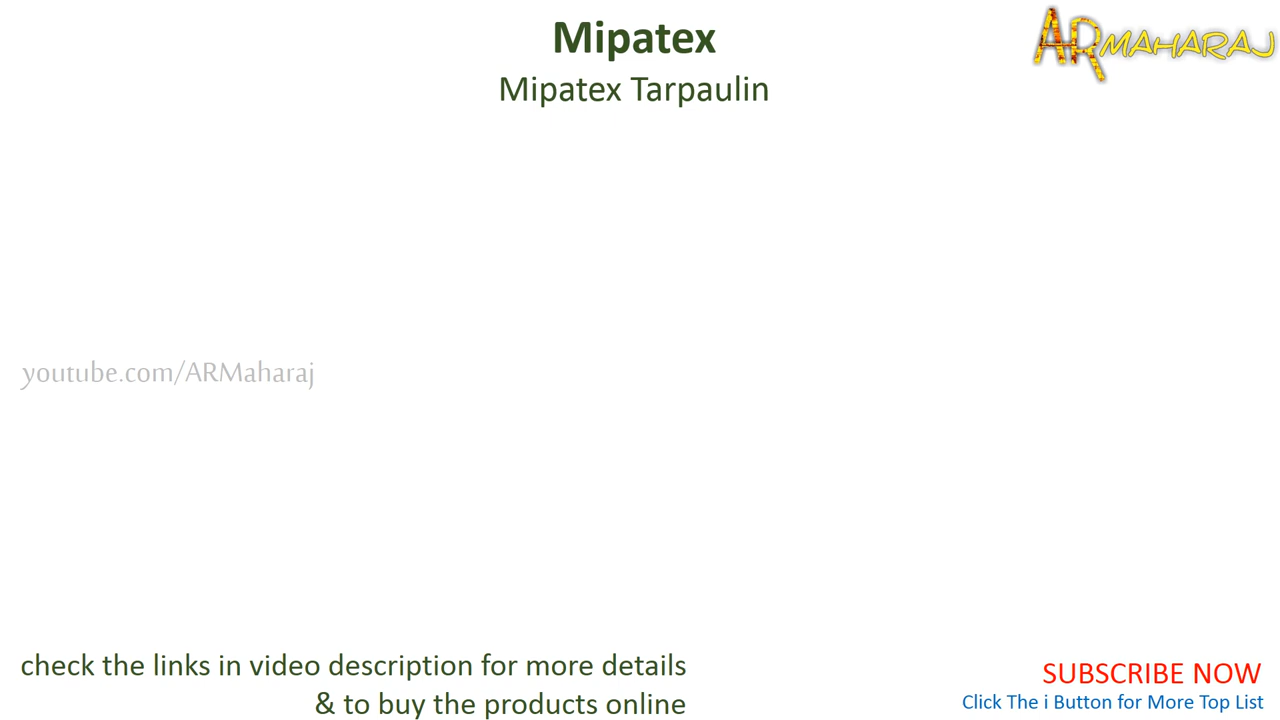 Mipatex
Mipatex Tarpaulin
ARMAHARAJ
youtube.com/ARMaharaj
check the links in video description for more details
& to buy the products online
SUBSCRIBE NOW
Click The i Button for More Top List